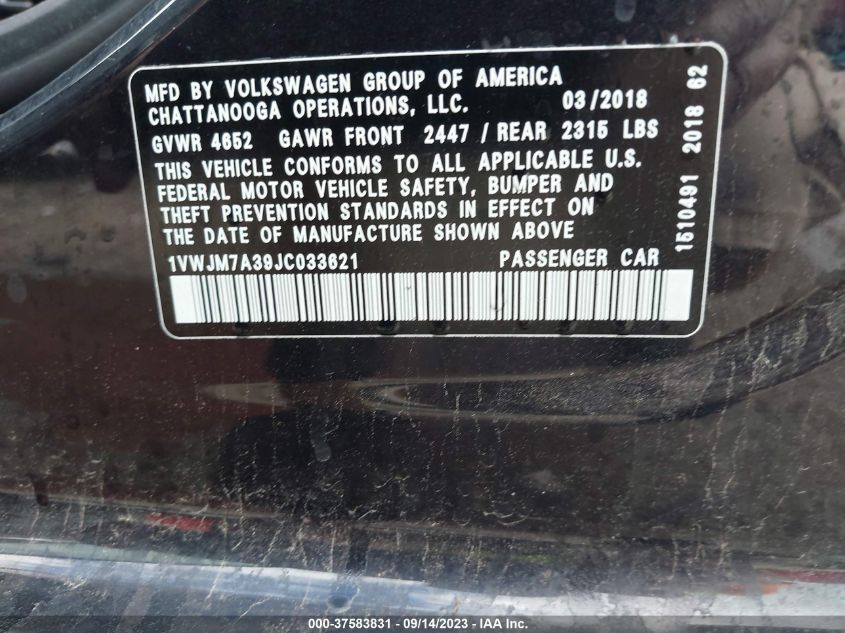 MFD BY VOLKSWAGEN GROUP OF AMERICA
CHATTANOOGA OPERATIONS, LLC. 03/2018
GVWR 4652 GAWR FRONT 2447 / REAR 2315 LBS
THIS VEHICLE CONFORMS TO ALL APPLICABLE U.S.
FEDERAL MOTOR VEHICLE SAFETY, BUMPER AND
THEFT PREVENTION STANDARDS IN EFFECT ON
THE DATE OF MANUFACTURE SHOWN ABOVE
1VWJM7A39JC033621 PASSENGER CAR
1510491 2018 62
000-37583831 - 09/14/2023 - IAA Inc.